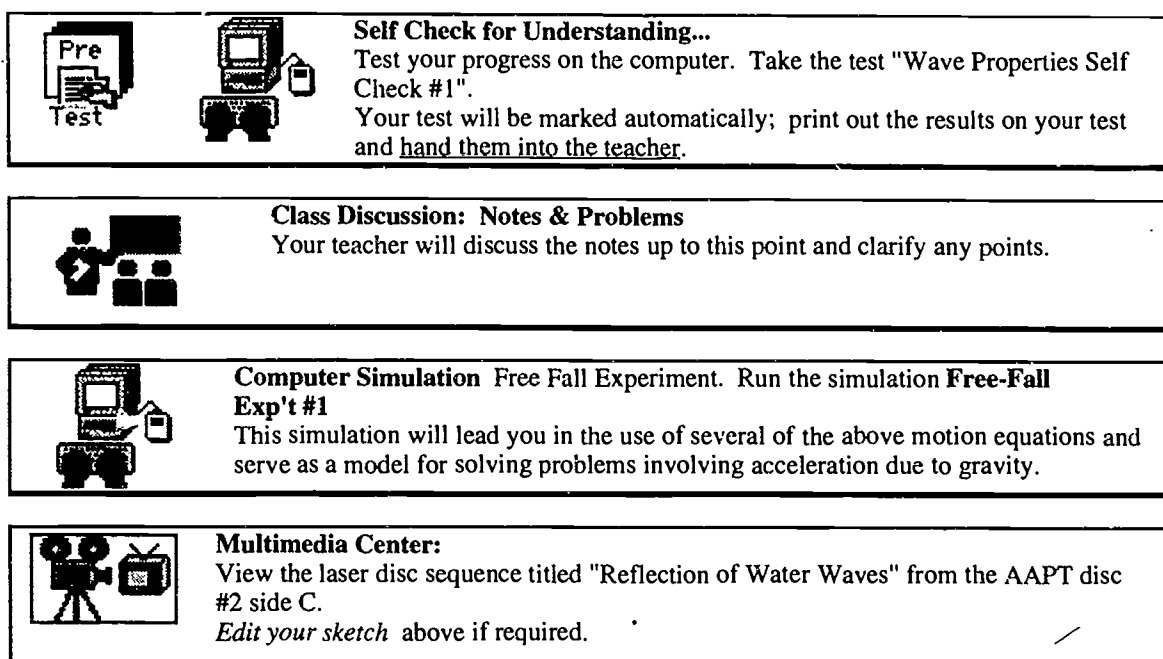 Pre
Test
Self Check for Understanding...
Test your progress on the computer. Take the test "Wave Properties Self
Check #1".
Your test will be marked automatically; print out the results on your test
and hand them into the teacher.
Class Discussion: Notes & Problems
Your teacher will discuss the notes up to this point and clarify any points.
Computer Simulation Free Fall Experiment. Run the simulation Free-Fall
Exp't #1
This simulation will lead you in the use of several of the above motion equations and
serve as a model for solving problems involving acceleration due to gravity.
Multimedia Center:
View the laser disc sequence titled "Reflection of Water Waves" from the AAPT disc
#2 side C.
Edit your sketch above if required.